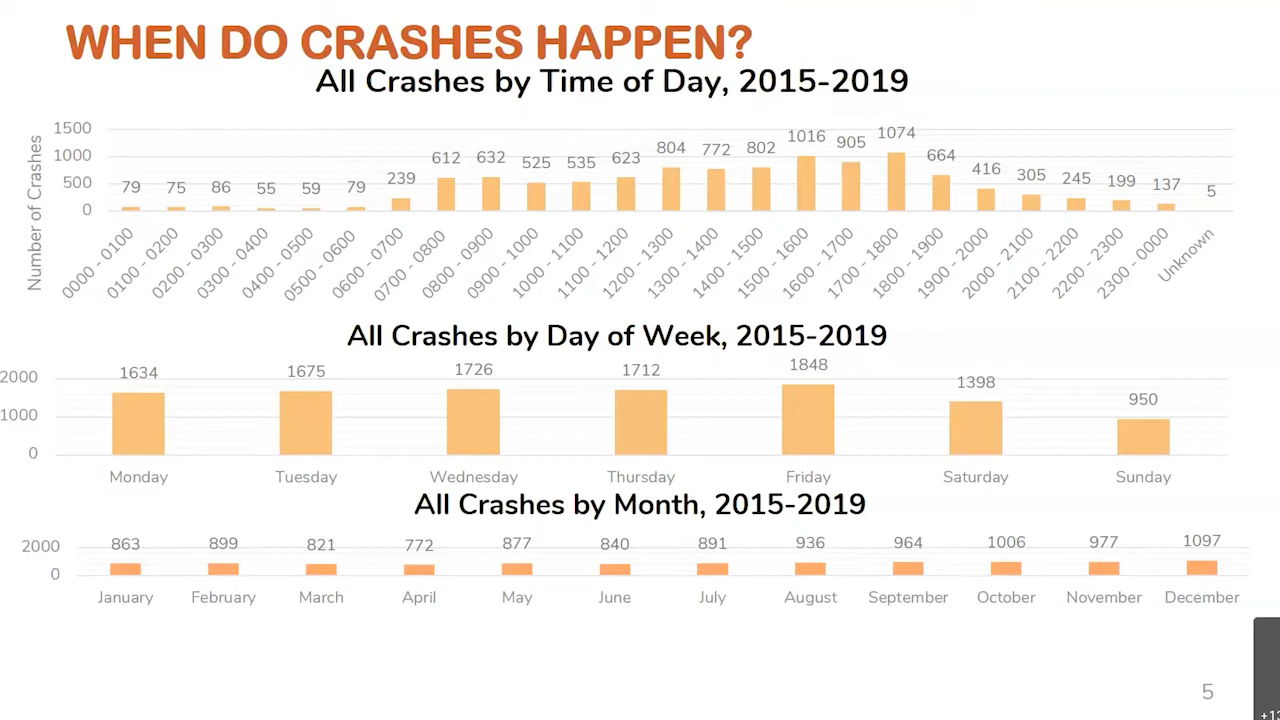 WHEN DO CRASHES HAPPEN?
All Crashes by Time of Day, 2015-2019
Number of Crashes
1500
1000
500
0
79 75 86 55 59 79 239 612 632 525 535 623 804 772 802 1016 905 1074 664 416 305 245 199 137 5
0000 - 0100 0100 - 0200 0200 - 0300 0300 - 0400 0400 - 0500 0500 - 0600 0600 - 0700 0700 - 0800 0800 - 0900 0900 - 1000 1000 - 1100 1100 - 1200 1200 - 1300 1300 - 1400 1400 - 1500 1500 - 1600 1600 - 1700 1700 - 1800 1800 - 1900 1900 - 2000 2000 - 2100 2100 - 2200 2200 - 2300 2300 - 0000 Unknown
All Crashes by Day of Week, 2015-2019
2000
1000
0
1634 1675 1726 1712 1848 1398 950
Monday Tuesday Wednesday Thursday Friday Saturday Sunday
All Crashes by Month, 2015-2019
2000
0
863 899 821 772 877 840 891 936 964 1006 977 1097
January February March April May June July August September October November December
5